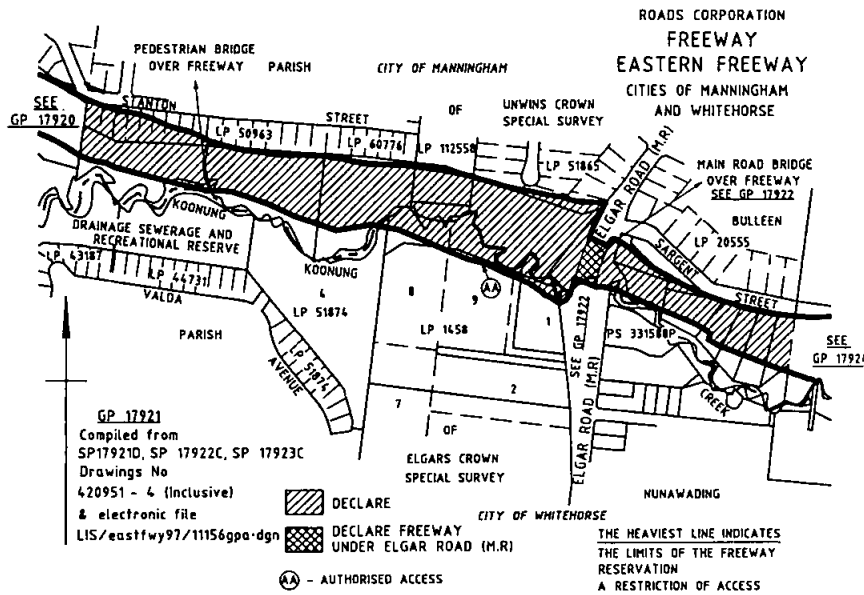 ROADS CORPORATION
FREEWAY
EASTERN FREEWAY
CITIES OF MANNINGHAM
AND WHITEHORSE
PEDESTRIAN BRIDGE
OVER FREEWAY
PARISH
CITY OF MANNINGHAM
OF
UNWINS CROWN
SPECIAL SURVEY
SEE
GP 17920
STANTON
STREET
LP 50963
LP 60776
LP 112558
LP 51865
ELGAR ROAD (M.R)
MAIN ROAD BRIDGE
OVER FREEWAY
SEE GP 17922
BULLEEN
LP 20555
SARGENT
STREET
KOONUNG
DRAINAGE SEWERAGE AND
RECREATIONAL RESERVE
KOONUNG
LP 43187
LP 44731
VALDA
4
LP 51874
8
9
AA
1
LP 1458
SEE GP 17922
PS 331588P
SEE
GP 17924
PARISH
LP 51874
AVENUE
7
2
OF
ELGAR ROAD (M.R)
CREEK
ELGARS CROWN
SPECIAL SURVEY
NUNAWADING
CITY OF WHITEHORSE
GP 17921
Compiled from
SP17921D, SP 17922C, SP 17923C
Drawings No
420951 - 4 (Inclusive)
& electronic file
LIS/eastfwy97/11156gpa.dgn
DECLARE
DECLARE FREEWAY
UNDER ELGAR ROAD (M.R)
AA - AUTHORISED ACCESS
THE HEAVIEST LINE INDICATES
THE LIMITS OF THE FREEWAY
RESERVATION
A RESTRICTION OF ACCESS